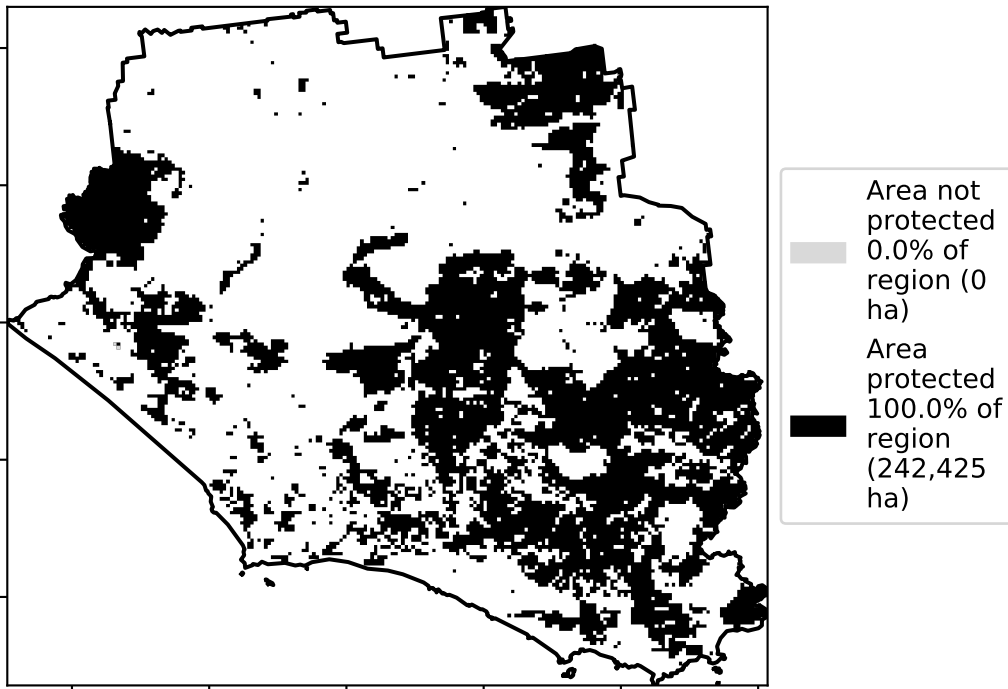 Area not
protected
0.0% of
region (0
ha)
Area
protected
100.0% of
region
(242,425
ha)